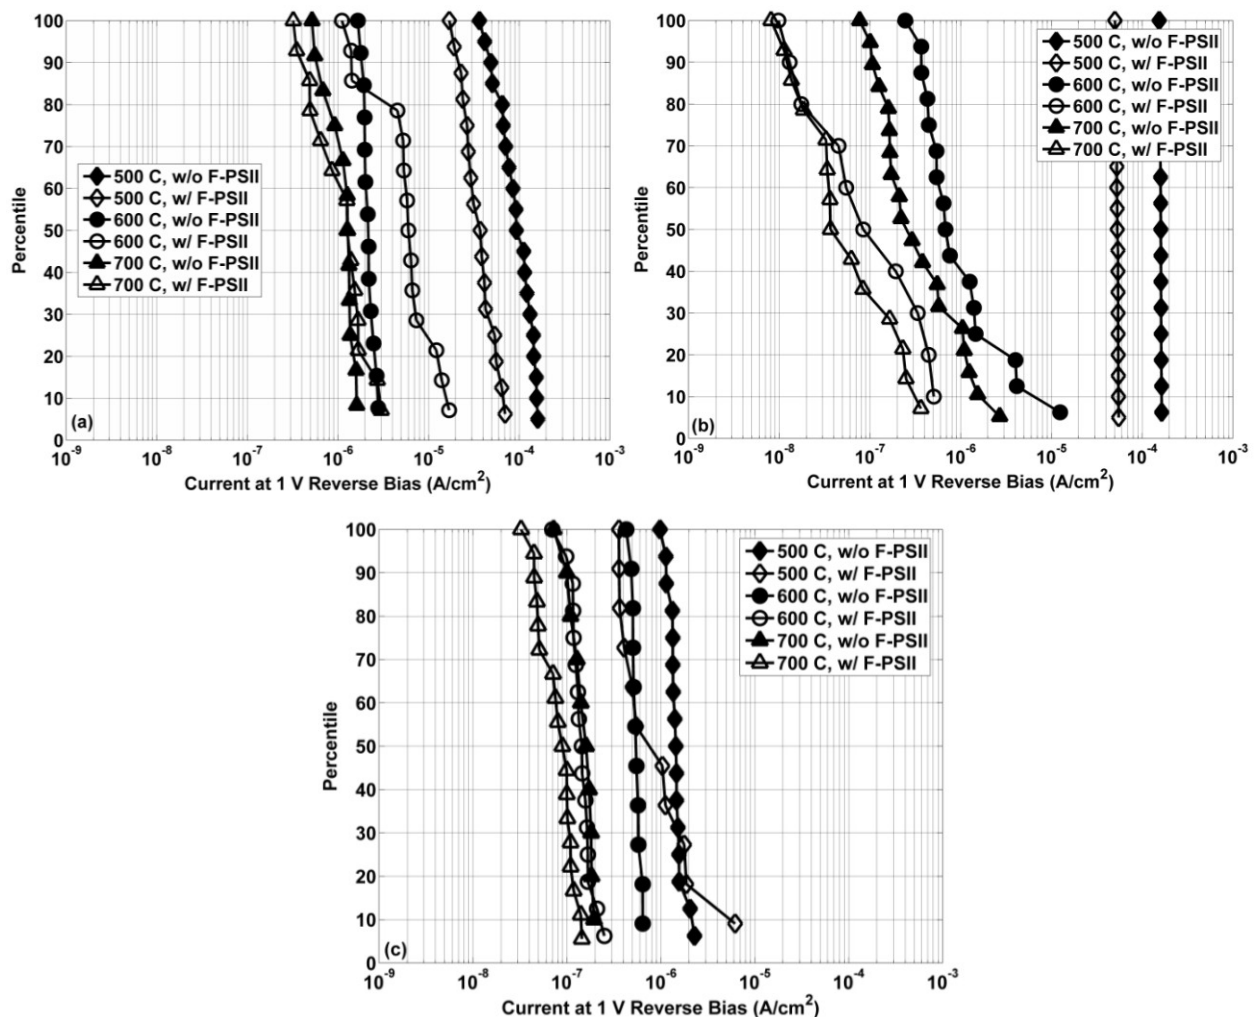 100
90
80
70
60
50
40
30
20
10
0
Percentile
500 C, w/o F-PSII
500 C, w/ F-PSII
600 C, w/o F-PSII
600 C, w/ F-PSII
700 C, w/o F-PSII
700 C, w/ F-PSII
(a)
10⁻⁹ 10⁻⁸ 10⁻⁷ 10⁻⁶ 10⁻⁵ 10⁻⁴ 10⁻³
Current at 1 V Reverse Bias (A/cm²)
100
90
80
70
60
50
40
30
20
10
0
Percentile
500 C, w/o F-PSII
500 C, w/ F-PSII
600 C, w/o F-PSII
600 C, w/ F-PSII
700 C, w/o F-PSII
700 C, w/ F-PSII
(b)
10⁻⁹ 10⁻⁸ 10⁻⁷ 10⁻⁶ 10⁻⁵ 10⁻⁴ 10⁻³
Current at 1 V Reverse Bias (A/cm²)
100
90
80
70
60
50
40
30
20
10
0
Percentile
500 C, w/o F-PSII
500 C, w/ F-PSII
600 C, w/o F-PSII
600 C, w/ F-PSII
700 C, w/o F-PSII
700 C, w/ F-PSII
(c)
10⁻⁹ 10⁻⁸ 10⁻⁷ 10⁻⁶ 10⁻⁵ 10⁻⁴ 10⁻³
Current at 1 V Reverse Bias (A/cm²)